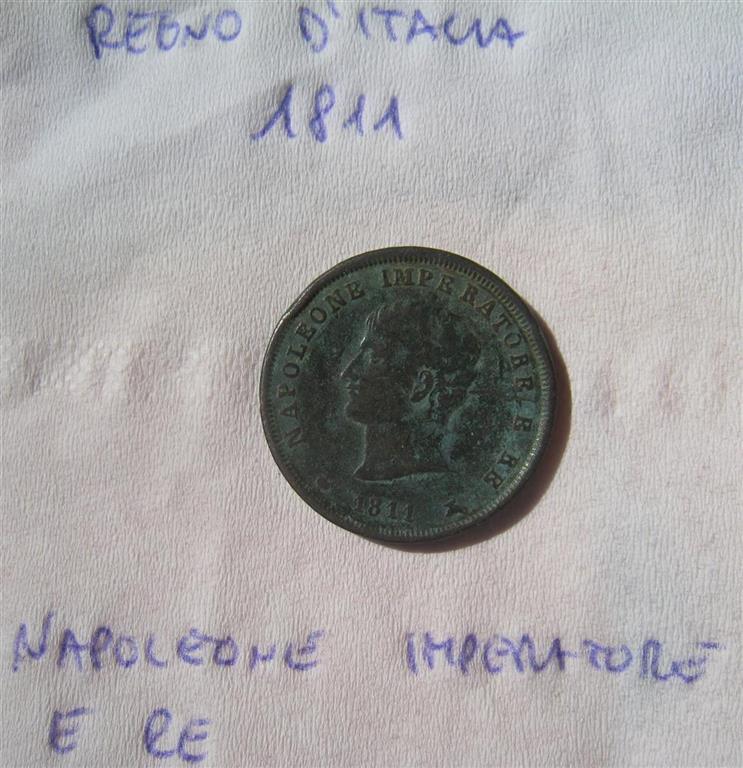 REGNO D'ITALIA
1811
NAPOLEONE IMPERATORE E RE
1811
NAPOLEONE IMPERATORE
E RE